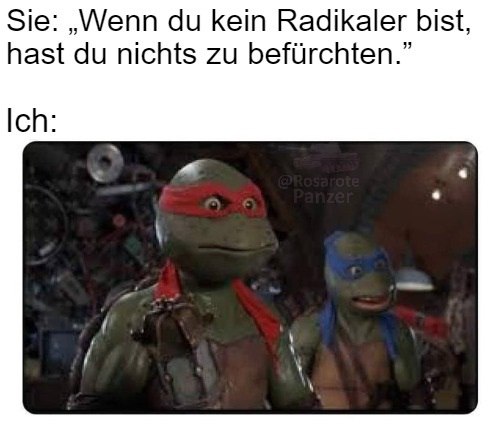 Sie: „Wenn du kein Radikaler bist,
hast du nichts zu befürchten.”
Ich:
@Rosarote
Panzer